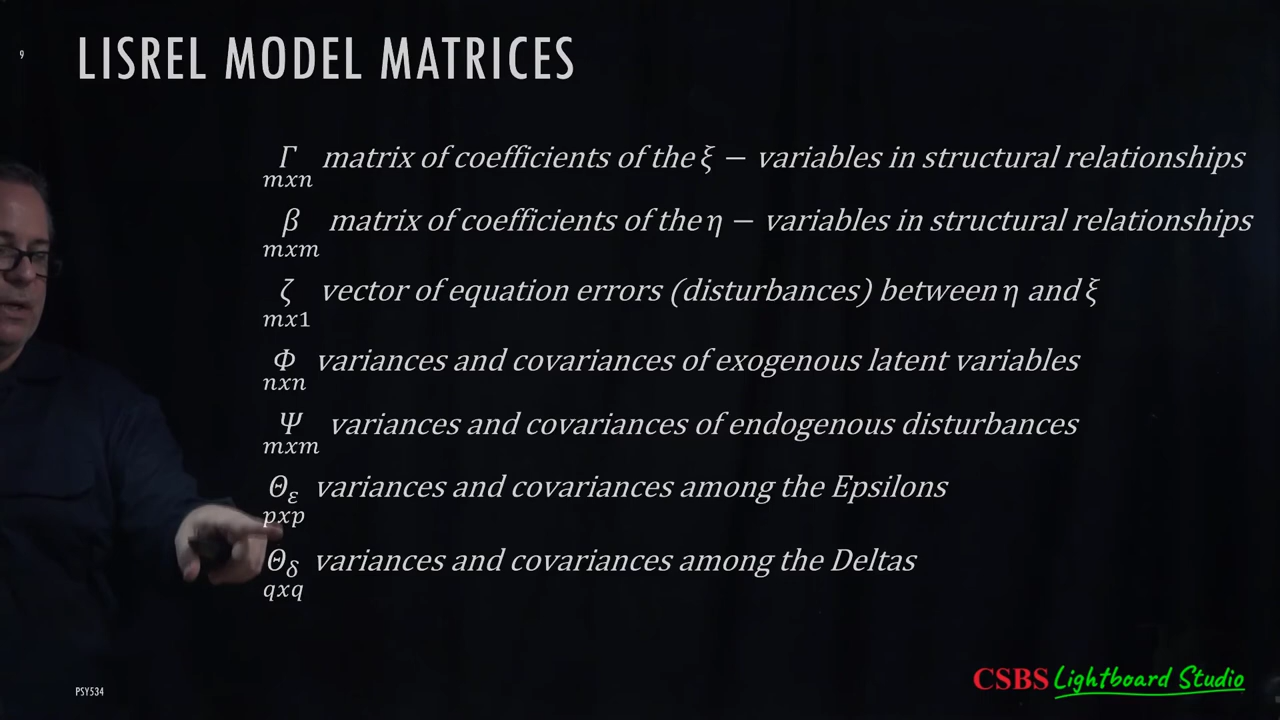 9
LISREL MODEL MATRICES
Γ matrix of coefficients of the ξ − variables in structural relationships
mxn
β matrix of coefficients of the η − variables in structural relationships
mxm
ζ vector of equation errors (disturbances) between η and ξ
mx1
Φ variances and covariances of exogenous latent variables
nxn
Ψ variances and covariances of endogenous disturbances
mxm
Θε variances and covariances among the Epsilons
pxp
Θδ variances and covariances among the Deltas
qxq
PSY534
CSBS Lightboard Studio